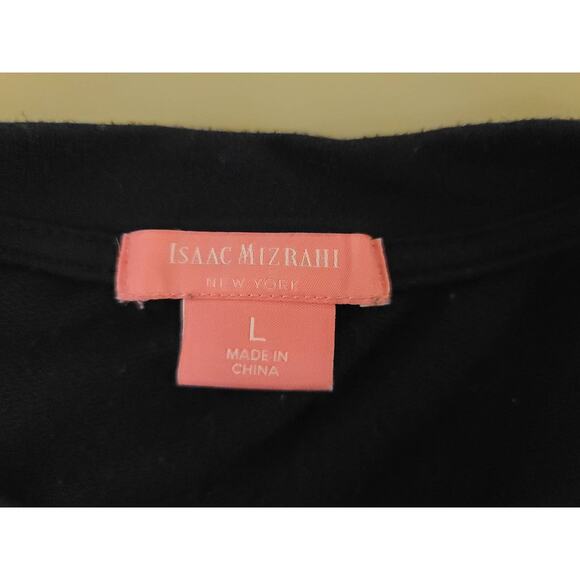 ISAAC MIZRAHI
NEW YORK
L
MADE IN
CHINA